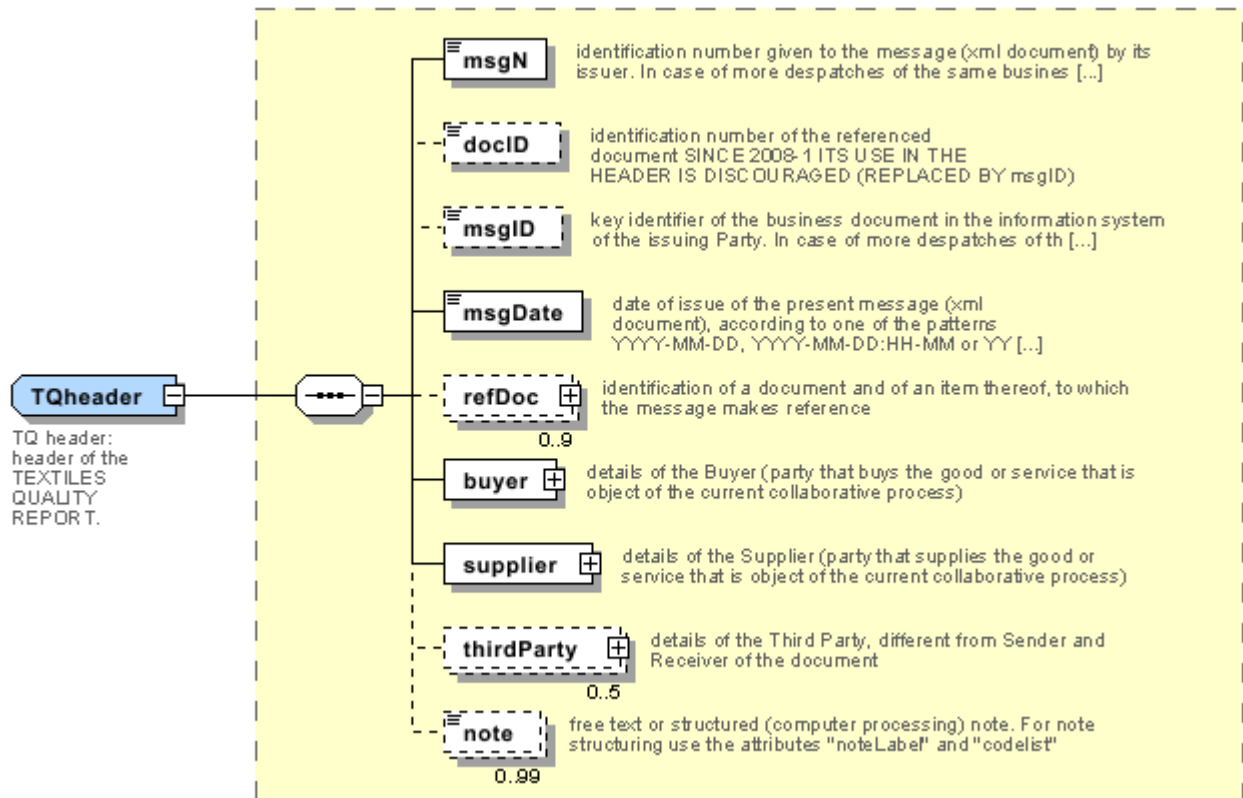 msgN
identification number given to the message (xml document) by its
issuer. In case of more despatches of the same busines [...]
docID
identification number of the referenced
document SINCE 2008-1 ITS USE IN THE
HEADER IS DISCOURAGED (REPLACED BY msgID)
msgID
key identifier of the business document in the information system
of the issuing Party. In case of more despatches of th [...]
msgDate
date of issue of the present message (xml
document), according to one of the patterns
YYYY-MM-DD, YYYY-MM-DD:HH-MM or YY [...]
TQheader
TQ header:
header of the
TEXTILES
QUALITY
REPORT.
refDoc
0..9
identification of a document and of an item thereof, to which
the message makes reference
buyer
details of the Buyer (party that buys the good or service that is
object of the current collaborative process)
supplier
details of the Supplier (party that supplies the good or
service that is object of the current collaborative process)
thirdParty
0..5
details of the Third Party, different from Sender and
Receiver of the document
note
0..99
free text or structured (computer processing) note. For note
structuring use the attributes "noteLabel" and "codelist"